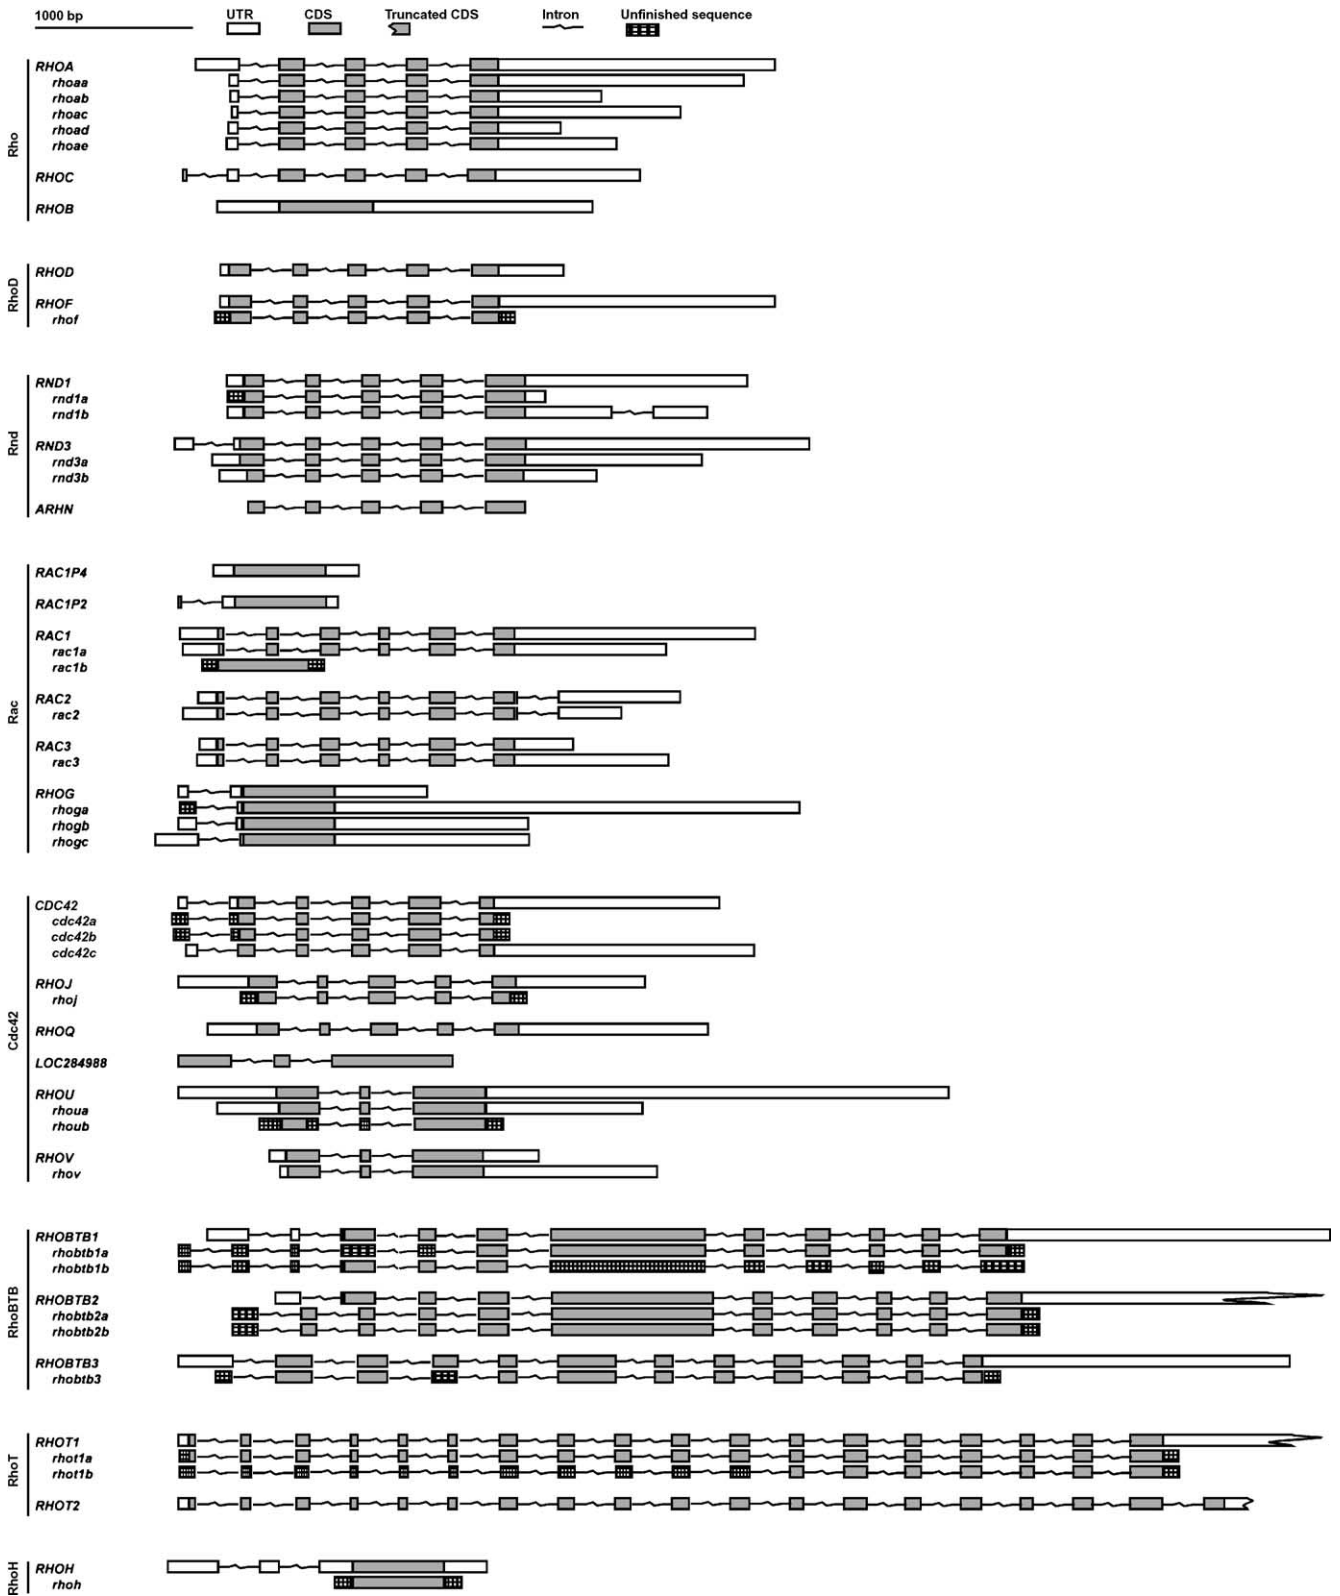 1000 bp UTR CDS Truncated CDS Intron Unfinished sequence
Rho
RHOA
rhoaa
rhoab
rhoac
rhoad
rhoae
RHOC
RHOB
RhoD
RHOD
RHOF
rhof
Rnd
RND1
rnd1a
rnd1b
RND3
rnd3a
rnd3b
ARHN
Rac
RAC1P4
RAC1P2
RAC1
rac1a
rac1b
RAC2
rac2
RAC3
rac3
RHOG
rhoga
rhogb
rhogc
Cdc42
CDC42
cdc42a
cdc42b
cdc42c
RHOJ
rhoj
RHOQ
LOC284988
RHOU
rhoua
rhoub
RHOV
rhov
RhoBTB
RHOBTB1
rhobtb1a
rhobtb1b
RHOBTB2
rhobtb2a
rhobtb2b
RHOBTB3
rhobtb3
RhoT
RHOT1
rhot1a
rhot1b
RHOT2
RhoH
RHOH
rhoh